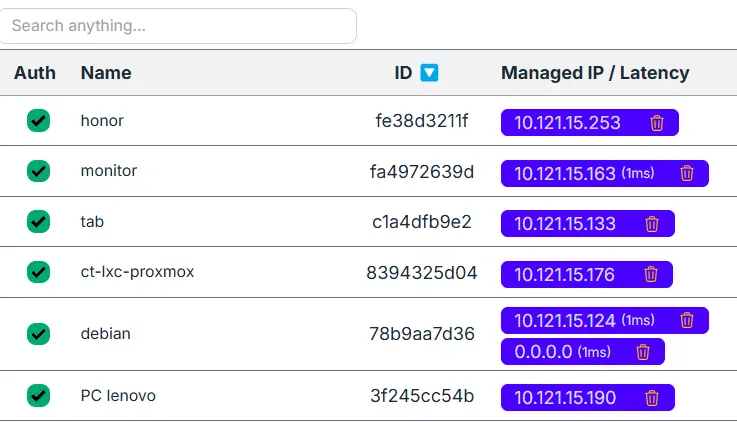 Search anything...
Auth Name ID Managed IP / Latency
honor fe38d3211f 10.121.15.253
monitor fa4972639d 10.121.15.163 (1ms)
tab c1a4dfb9e2 10.121.15.133
ct-lxc-proxmox 8394325d04 10.121.15.176
debian 78b9aa7d36 10.121.15.124 (1ms)
0.0.0.0 (1ms)
PC lenovo 3f245cc54b 10.121.15.190